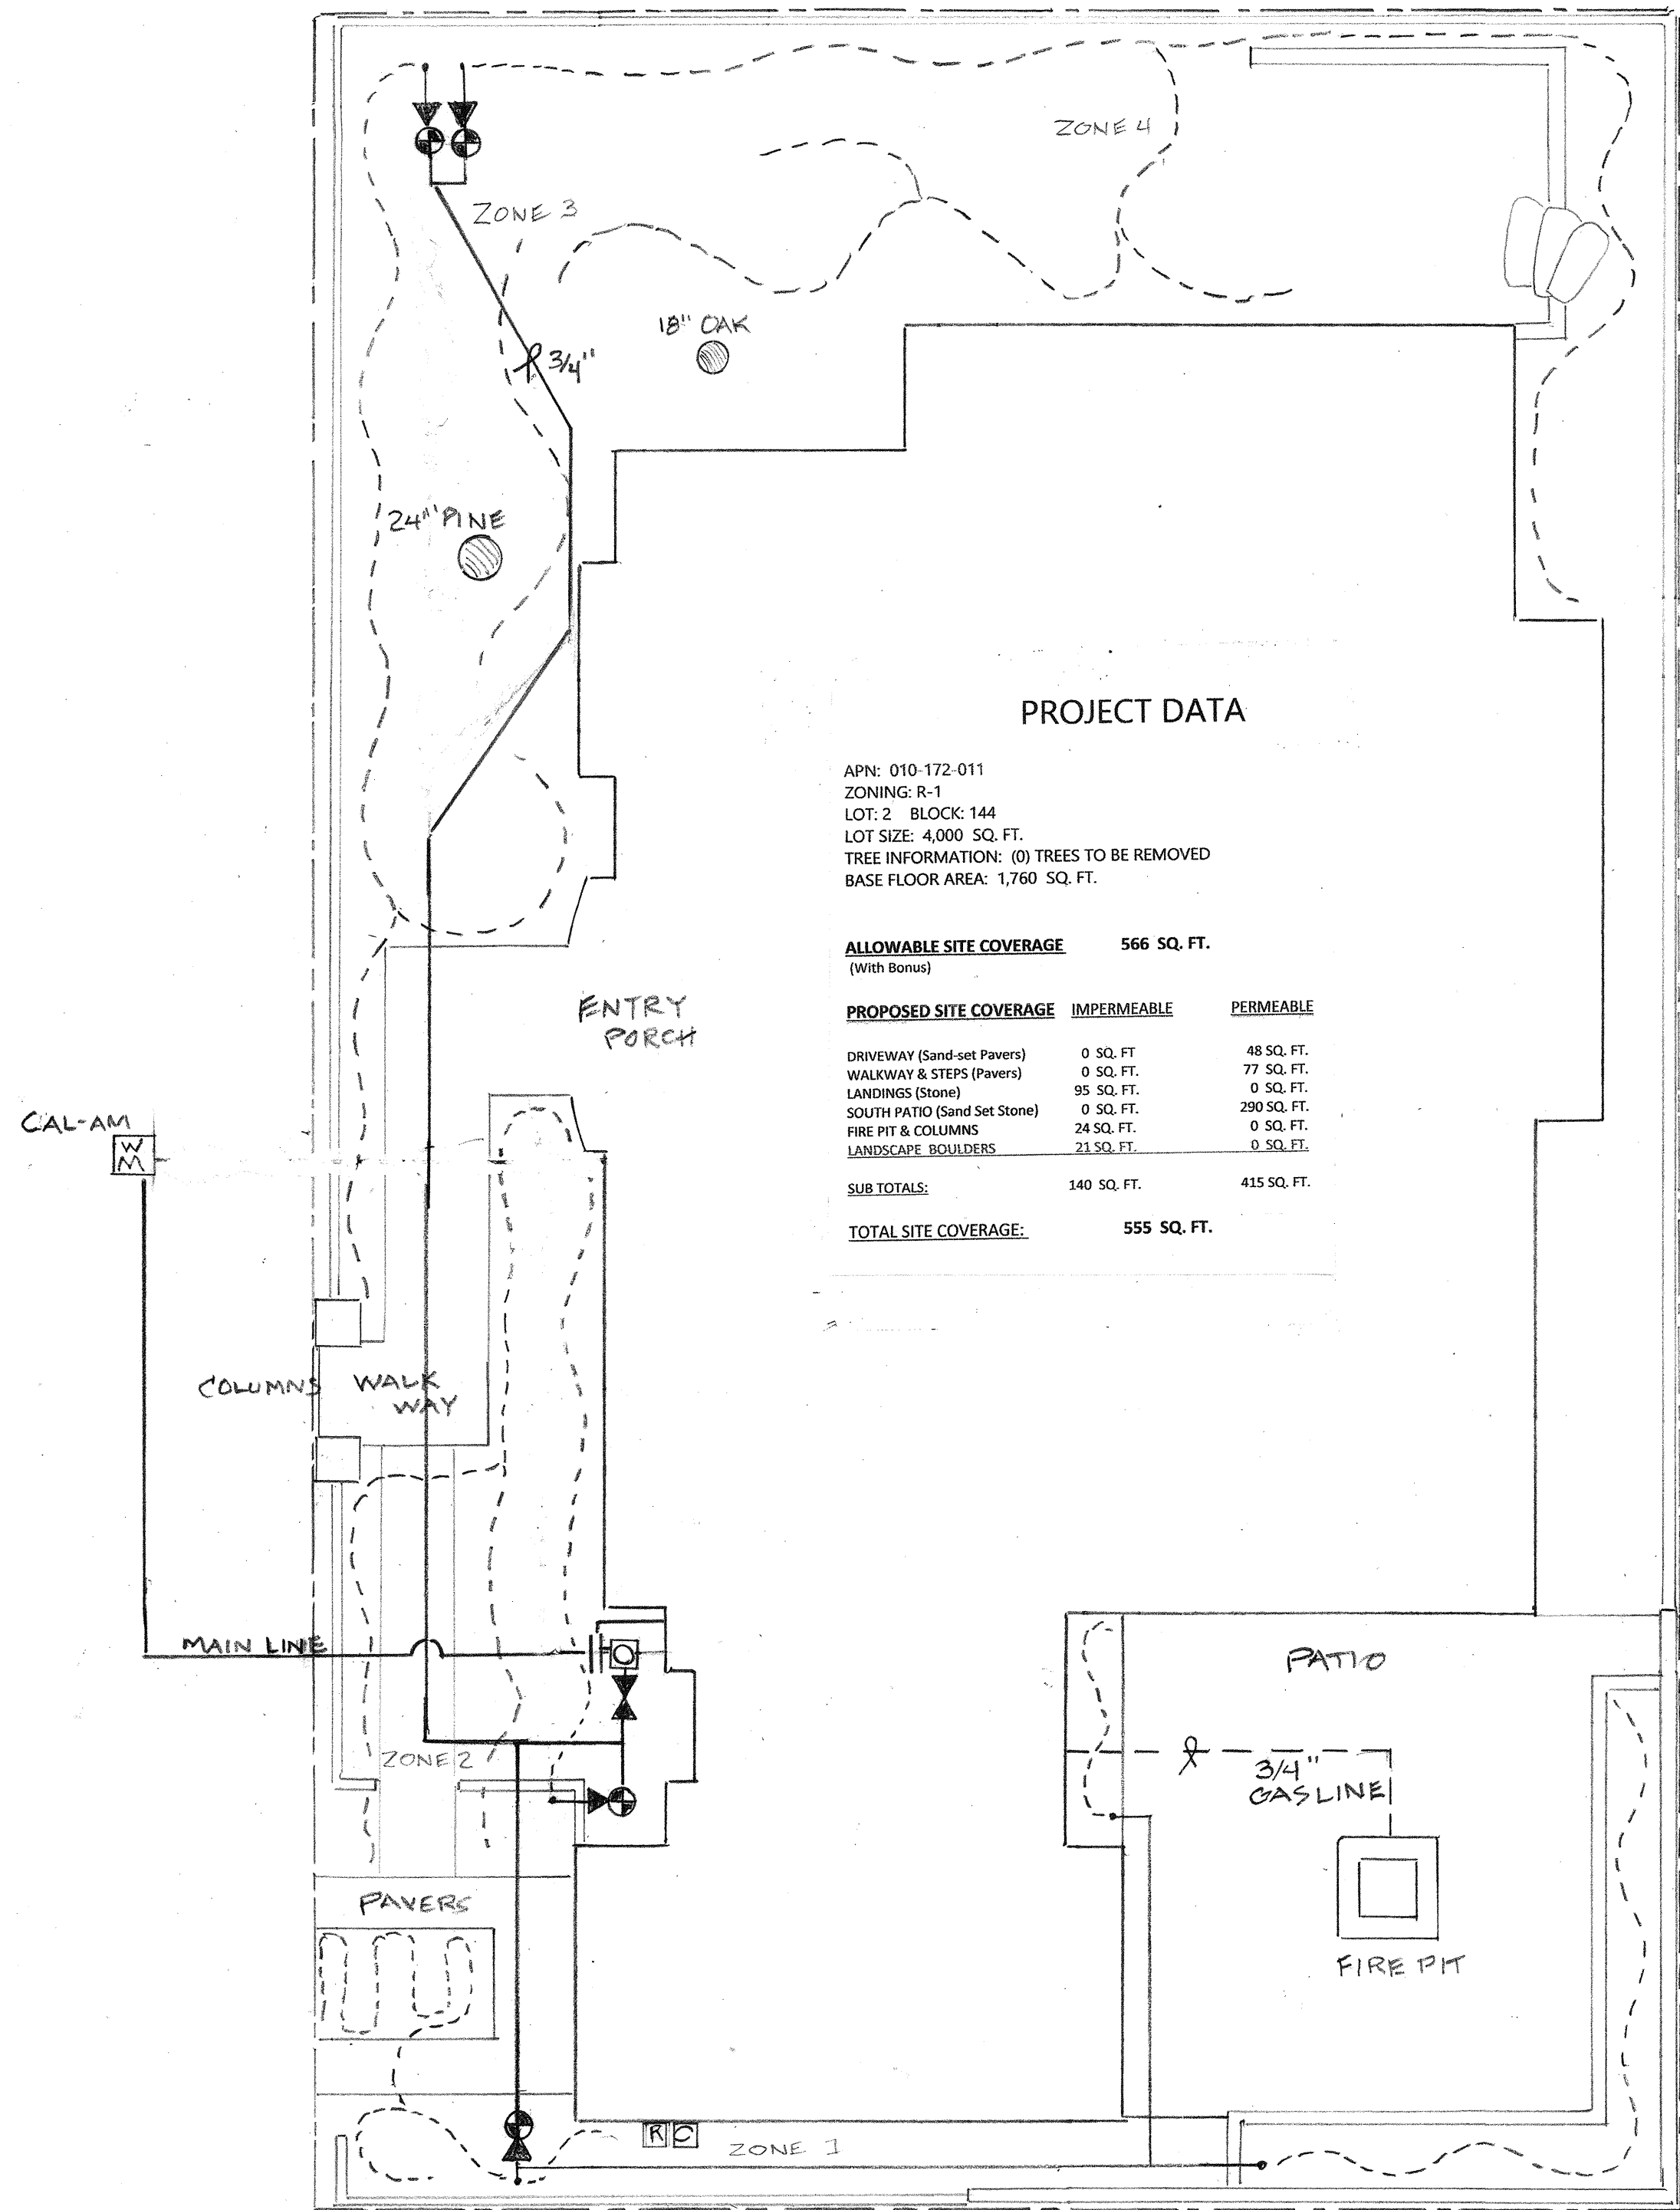 ZONE 4
ZONE 3
18" OAK
3/4"
24" PINE
PROJECT DATA
APN: 010-172-011
ZONING: R-1
LOT: 2 BLOCK: 144
LOT SIZE: 4,000 SQ. FT.
TREE INFORMATION: (0) TREES TO BE REMOVED
BASE FLOOR AREA: 1,760 SQ. FT.
ALLOWABLE SITE COVERAGE 566 SQ. FT.
(With Bonus)
PROPOSED SITE COVERAGE IMPERMEABLE PERMEABLE
DRIVEWAY (Sand-set Pavers) 0 SQ. FT 48 SQ. FT.
WALKWAY & STEPS (Pavers) 0 SQ. FT. 77 SQ. FT.
LANDINGS (Stone) 95 SQ. FT. 0 SQ. FT.
SOUTH PATIO (Sand Set Stone) 0 SQ. FT. 290 SQ. FT.
FIRE PIT & COLUMNS 24 SQ. FT. 0 SQ. FT.
LANDSCAPE BOULDERS 21 SQ. FT. 0 SQ. FT.
SUB TOTALS: 140 SQ. FT. 415 SQ. FT.
TOTAL SITE COVERAGE: 555 SQ. FT.
ENTRY
PORCH
CAL-AM
W
M
COLUMNS
WALK
WAY
MAIN LINE
PATIO
ZONE 2
3/4"
GASLINE
PAVERS
FIRE PIT
R C
ZONE 1